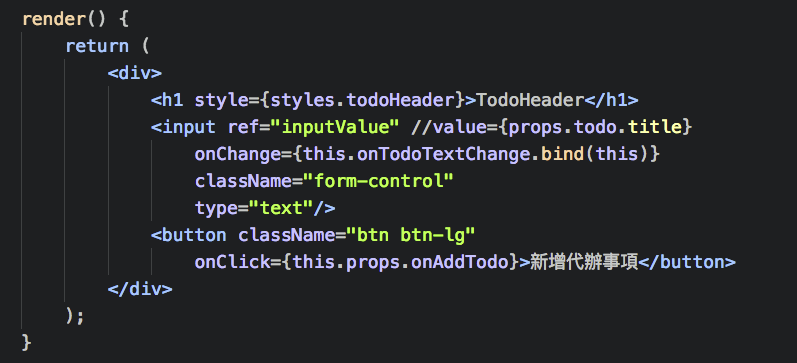 render() {
return (
<div>
<h1 style={styles.todoHeader}>TodoHeader</h1>
<input ref="inputValue" //value={props.todo.title}
onChange={this.onTodoTextChange.bind(this)}
className="form-control"
type="text"/>
<button className="btn btn-lg"
onClick={this.props.onAddTodo}>新增代辦事項</button>
</div>
);
}